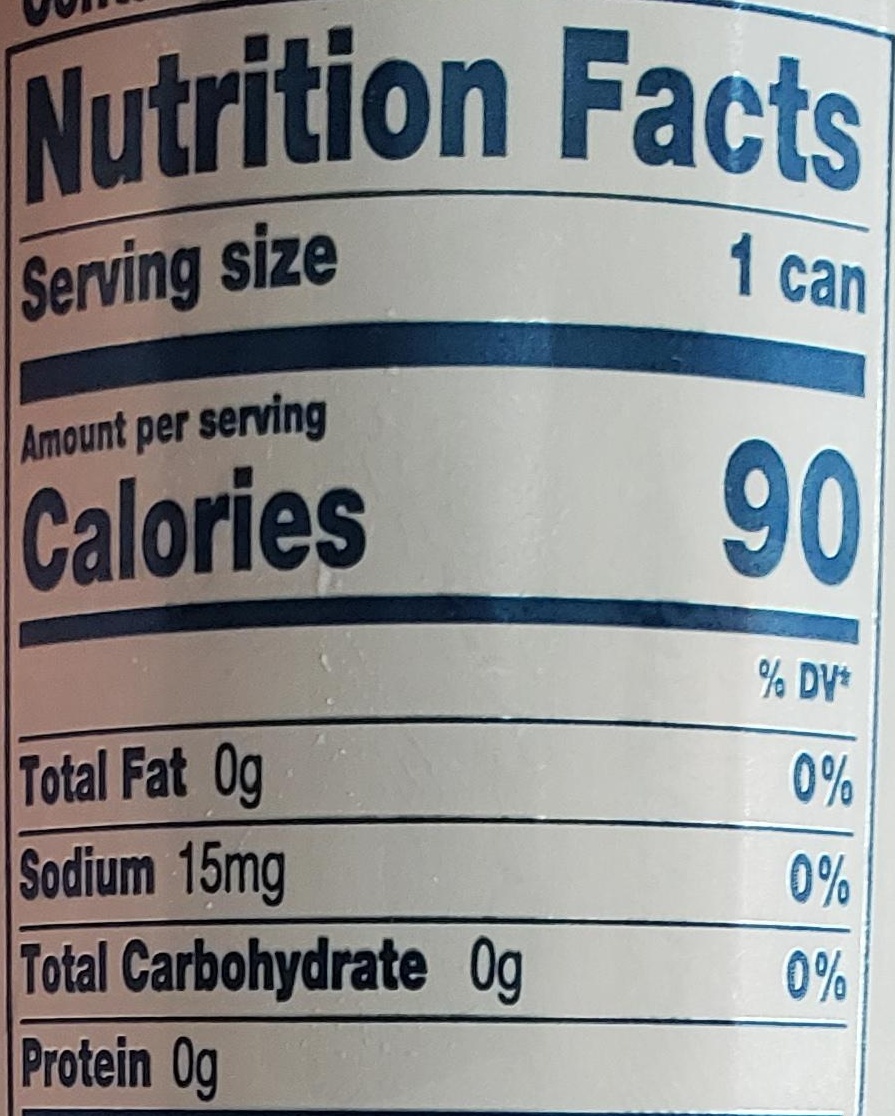 Nutrition Facts
Serving size 1 can
Amount per serving
Calories 90
% DV*
Total Fat 0g 0%
Sodium 15mg 0%
Total Carbohydrate 0g 0%
Protein 0g